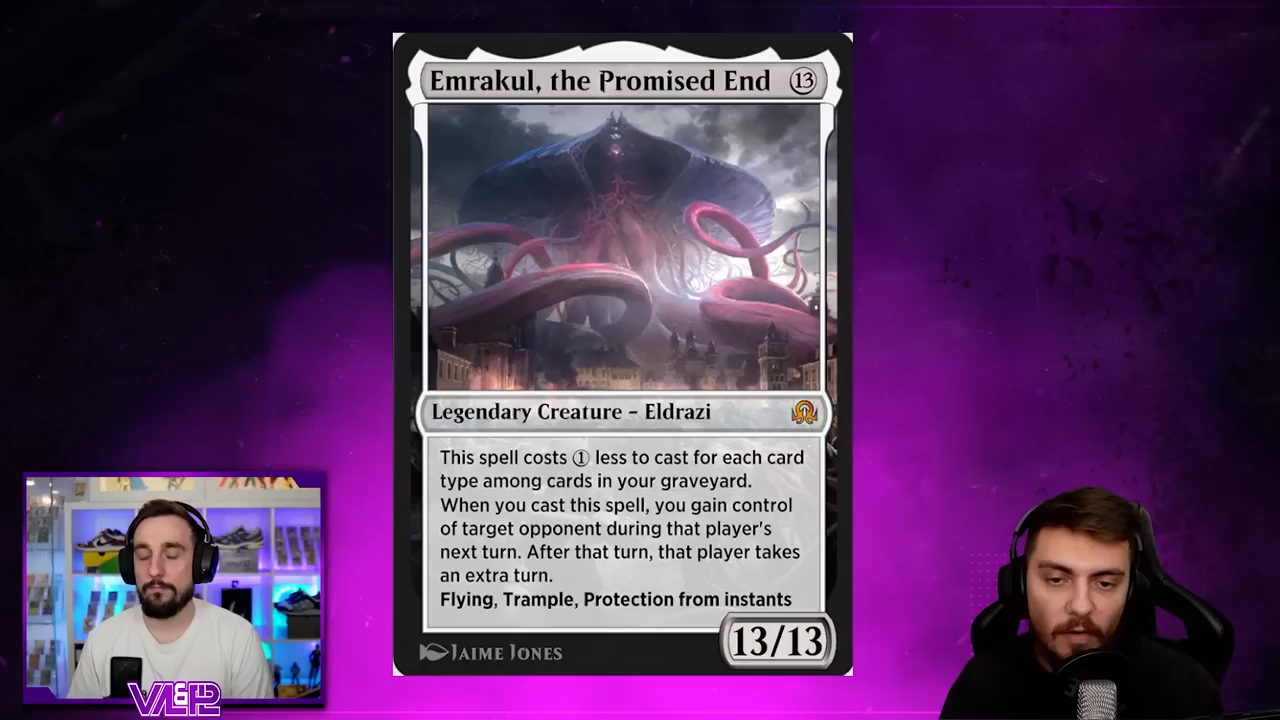 Emrakul, the Promised End 13
Legendary Creature – Eldrazi
This spell costs 1 less to cast for each card
type among cards in your graveyard.
When you cast this spell, you gain control
of target opponent during that player's
next turn. After that turn, that player takes
an extra turn.
Flying, Trample, Protection from instants
13/13
JAIME JONES